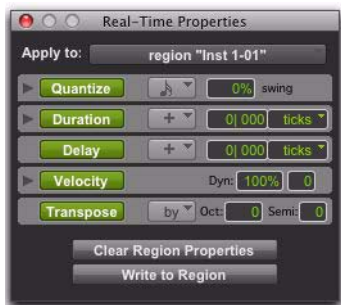 Real-Time Properties
Apply to: region "Inst 1-01"
Quantize 0% swing
Duration + 0| 000 ticks
Delay + 0| 000 ticks
Velocity Dyn: 100% 0
Transpose by Oct: 0 Semi: 0
Clear Region Properties
Write to Region